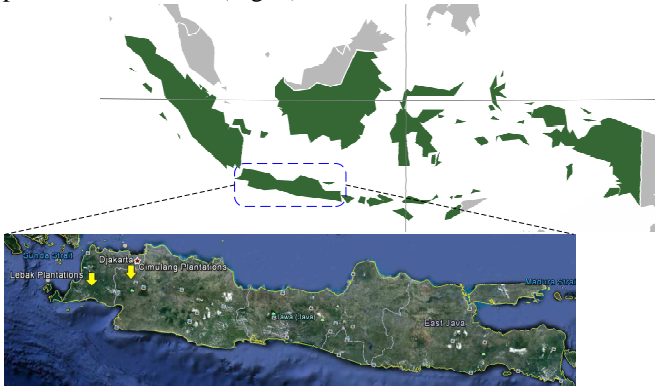 Sunda Strait
Djakarta
Cimulang Plantations
Lebak Plantations
Madura Strait
Jawa (Java)
East Java